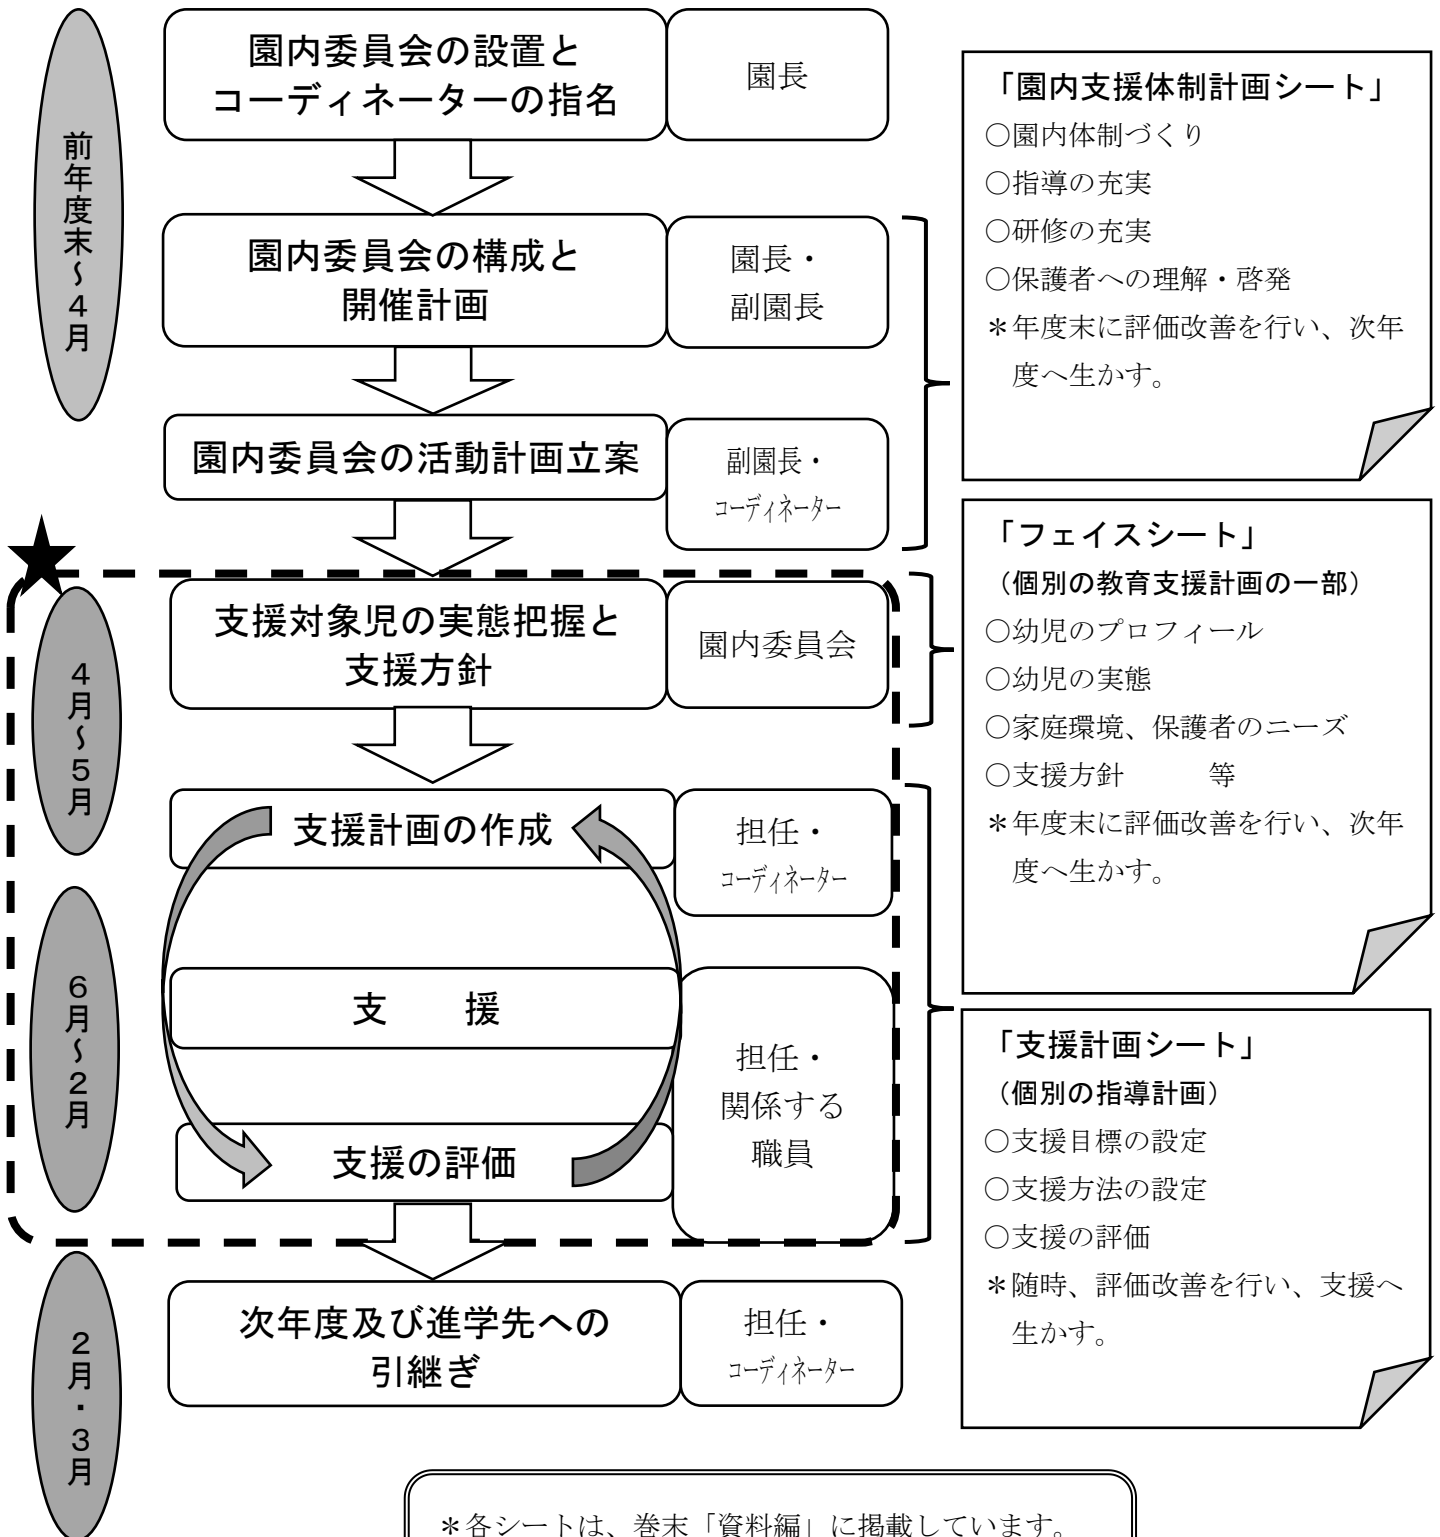 前年度末～4月
園内委員会の設置と
コーディネーターの指名
園長
園内委員会の構成と
開催計画
園長・
副園長
園内委員会の活動計画立案
副園長・
コーディネーター
「園内支援体制計画シート」
○園内体制づくり
○指導の充実
○研修の充実
○保護者への理解・啓発
＊年度末に評価改善を行い、次年
度へ生かす。
★
4月～5月
支援対象児の実態把握と
支援方針
園内委員会
「フェイスシート」
（個別の教育支援計画の一部）
○幼児のプロフィール
○幼児の実態
○家庭環境、保護者のニーズ
○支援方針　　　等
＊年度末に評価改善を行い、次年
度へ生かす。
支援計画の作成
担任・
コーディネーター
6月～2月
支　　援
支援の評価
担任・
関係する
職員
「支援計画シート」
（個別の指導計画）
○支援目標の設定
○支援方法の設定
○支援の評価
＊随時、評価改善を行い、支援へ
生かす。
2月・3月
次年度及び進学先への
引継ぎ
担任・
コーディネーター
＊各シートは、巻末「資料編」に掲載しています。